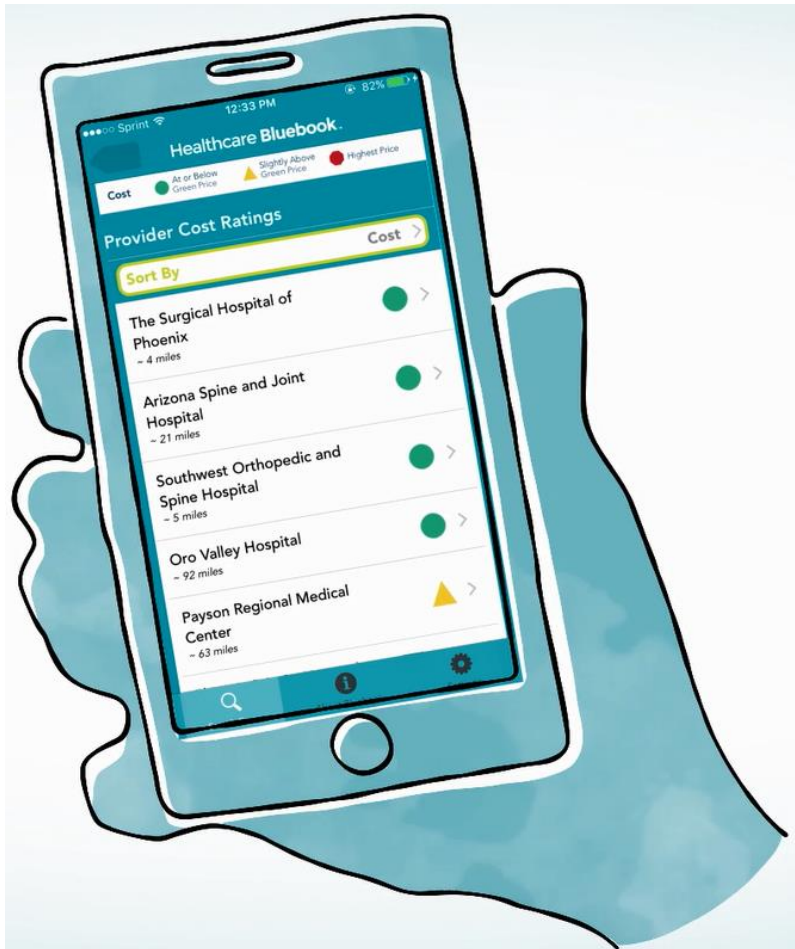 ●●●○○ Sprint 12:33 PM 82%
Healthcare Bluebook™
Cost At or Below Green Price Slightly Above Green Price Highest Price
Provider Cost Ratings
Sort By Cost >
The Surgical Hospital of
Phoenix
~ 4 miles
Arizona Spine and Joint
Hospital
~ 21 miles
Southwest Orthopedic and
Spine Hospital
~ 5 miles
Oro Valley Hospital
~ 92 miles
Payson Regional Medical
Center
~ 63 miles